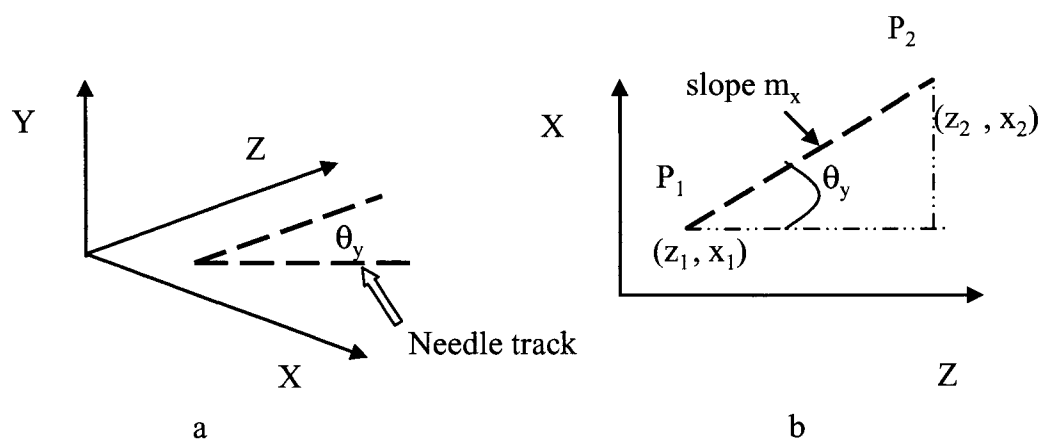 Y
Z
θy
Needle track
X
a
P2
slope mx
X
(z2 , x2)
P1
θy
(z1 , x1)
Z
b